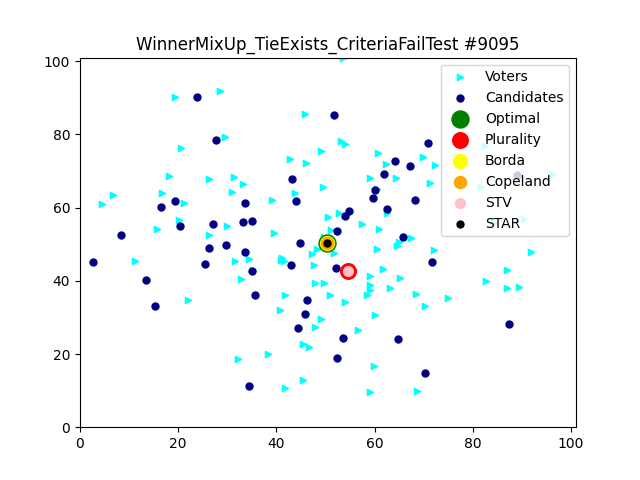 WinnerMixUp_TieExists_CriteriaFailTest #9095
Voters
Candidates
Optimal
Plurality
Borda
Copeland
STV
STAR
100
80
60
40
20
0
0 20 40 60 80 100